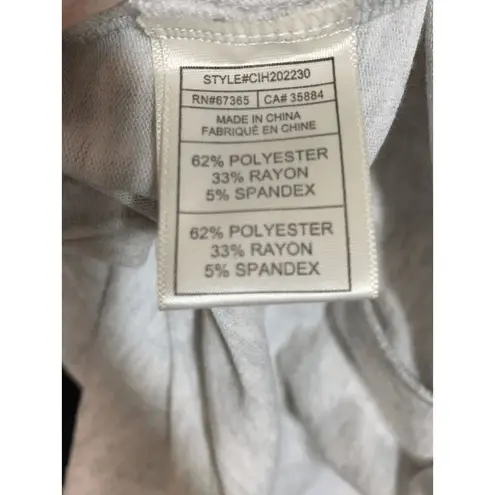 STYLE#CIH202230
RN#67365 CA# 35884
MADE IN CHINA
FABRIQUÉ EN CHINE
62% POLYESTER
33% RAYON
5% SPANDEX
62% POLYESTER
33% RAYON
5% SPANDEX